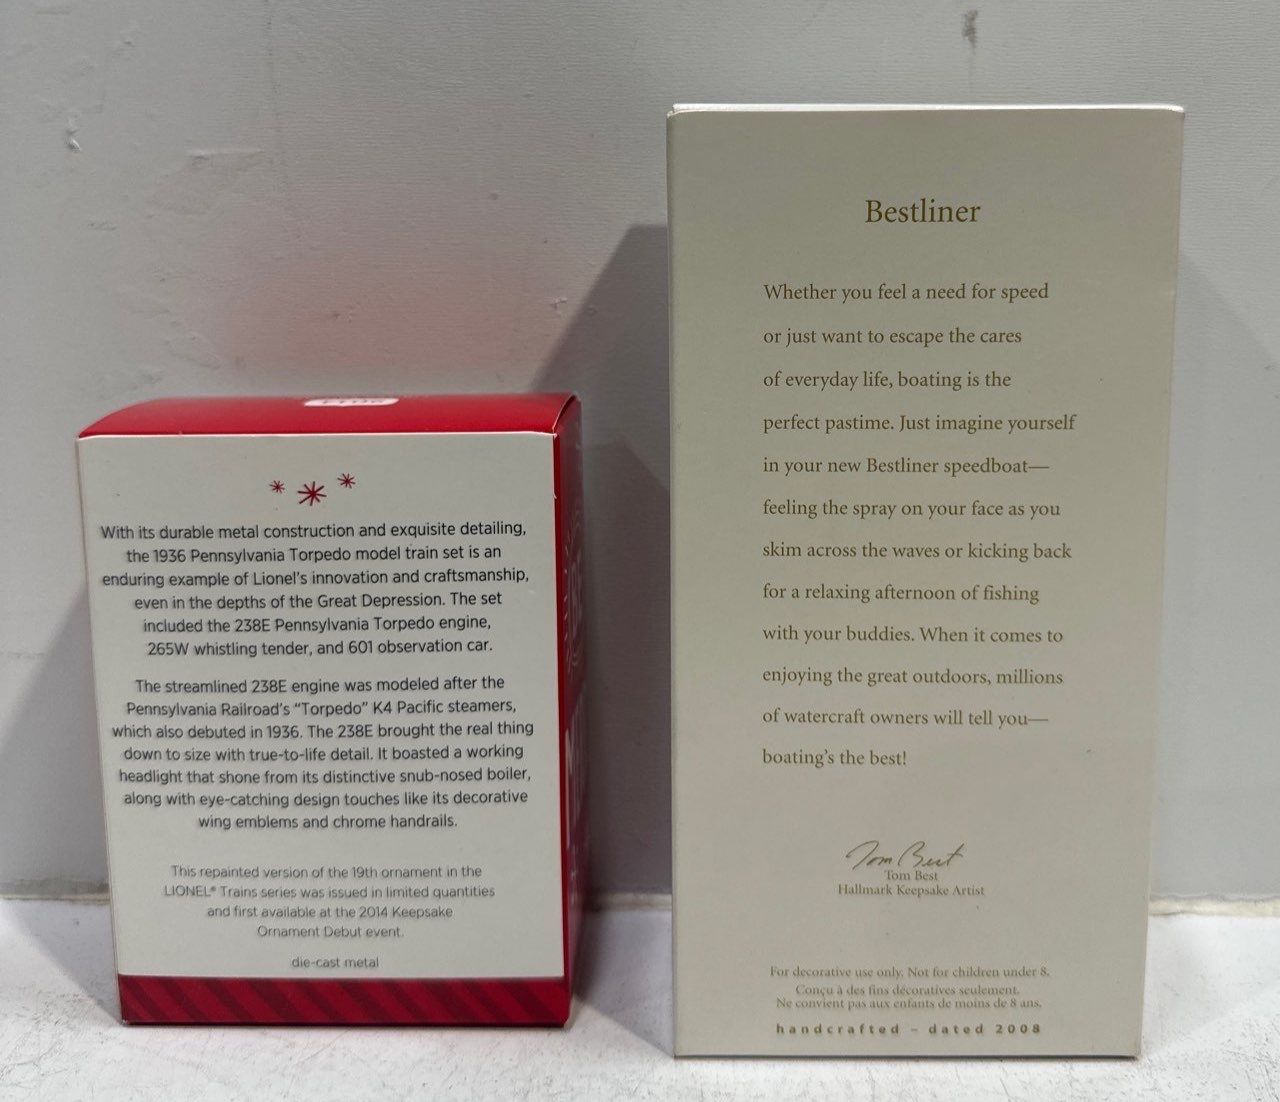 With its durable metal construction and exquisite detailing,
the 1936 Pennsylvania Torpedo model train set is an
enduring example of Lionel's innovation and craftsmanship,
even in the depths of the Great Depression. The set
included the 238E Pennsylvania Torpedo engine,
265W whistling tender, and 601 observation car.
The streamlined 238E engine was modeled after the
Pennsylvania Railroad's "Torpedo" K4 Pacific steamers,
which also debuted in 1936. The 238E brought the real thing
down to size with true-to-life detail. It boasted a working
headlight that shone from its distinctive snub-nosed boiler,
along with eye-catching design touches like its decorative
wing emblems and chrome handrails.
This repainted version of the 19th ornament in the
LIONEL® Trains series was issued in limited quantities
and first available at the 2014 Keepsake
Ornament Debut event.
die-cast metal
Bestliner
Whether you feel a need for speed
or just want to escape the cares
of everyday life, boating is the
perfect pastime. Just imagine yourself
in your new Bestliner speedboat—
feeling the spray on your face as you
skim across the waves or kicking back
for a relaxing afternoon of fishing
with your buddies. When it comes to
enjoying the great outdoors, millions
of watercraft owners will tell you—
boating's the best!
Tom Best
Tom Best
Hallmark Keepsake Artist
For decorative use only. Not for children under 8.
Conçu à des fins décoratives seulement.
Ne convient pas aux enfants de moins de 8 ans.
handcrafted – dated 2008